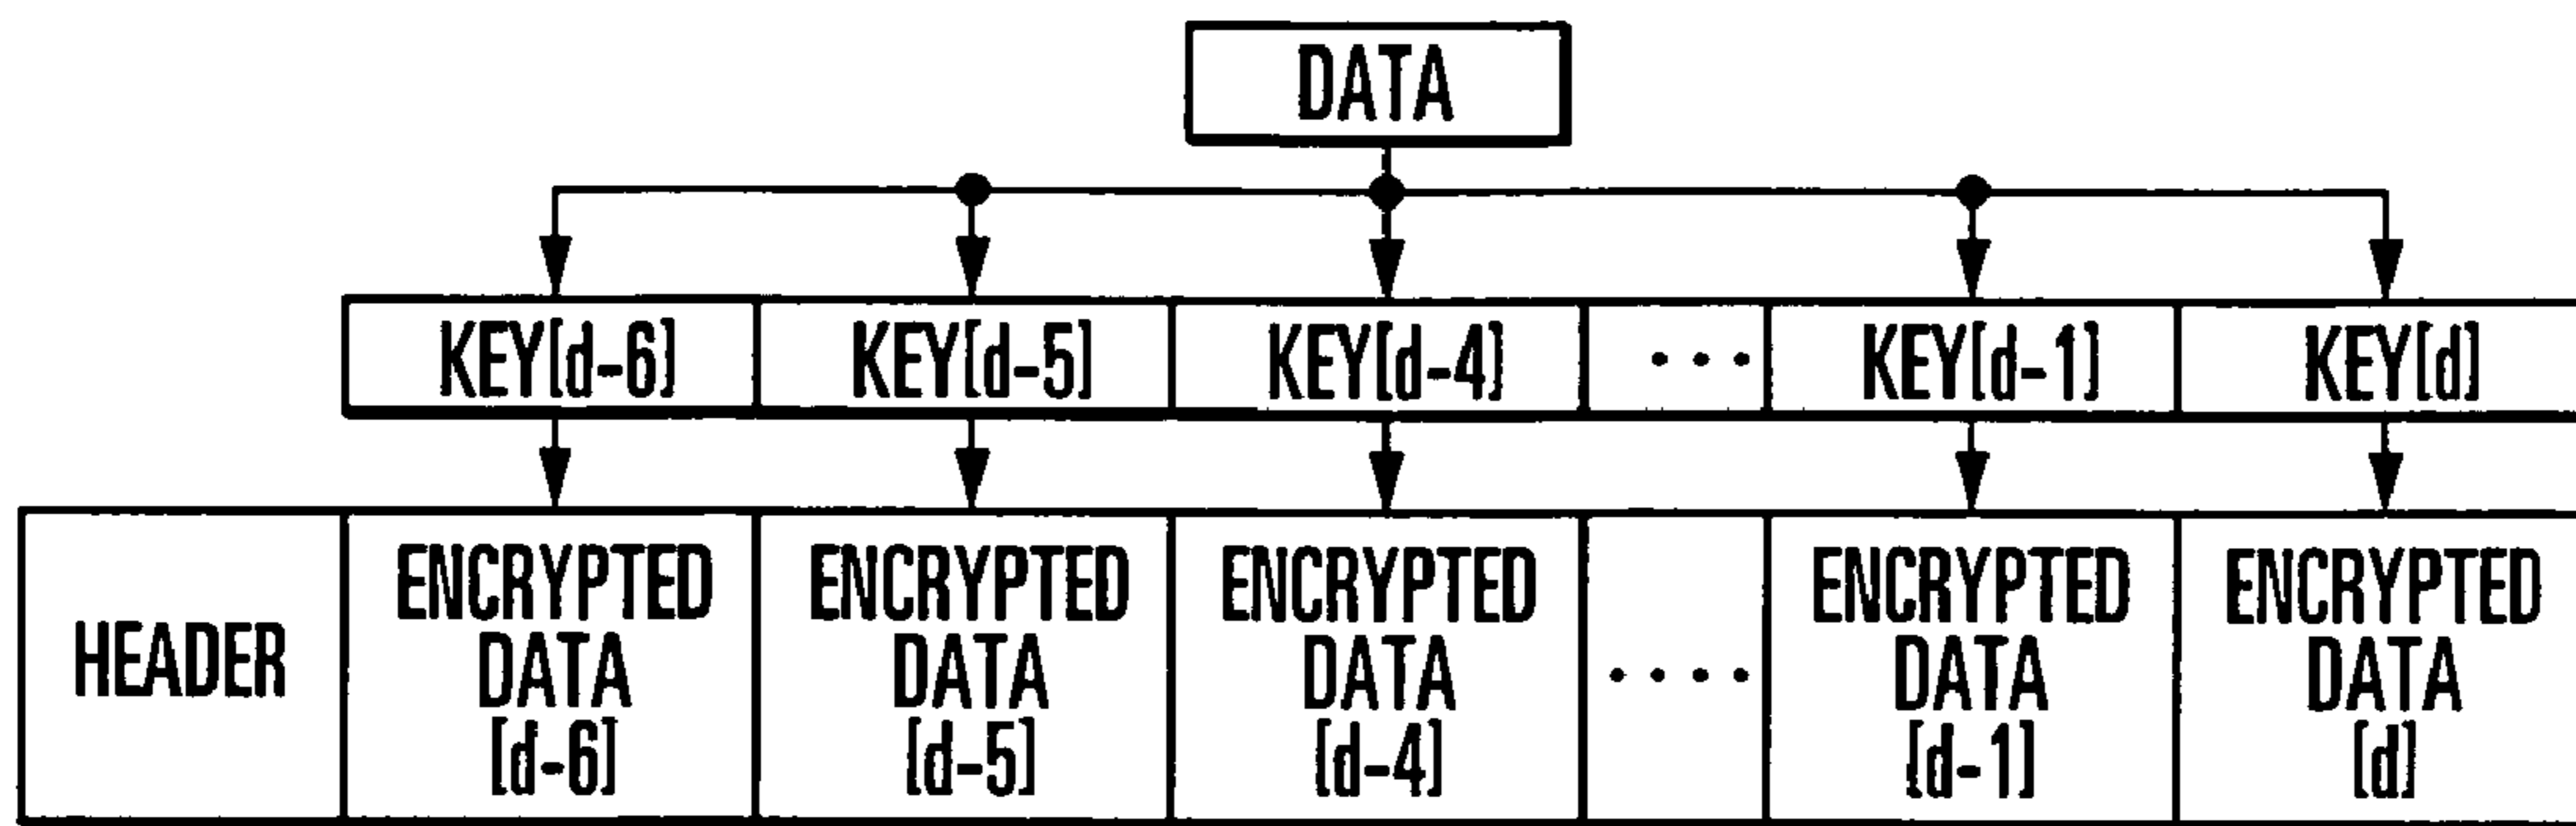 DATA
KEY[d-6] KEY[d-5] KEY[d-4] ... KEY[d-1] KEY[d]
HEADER
ENCRYPTED
DATA
[d-6]
ENCRYPTED
DATA
[d-5]
ENCRYPTED
DATA
[d-4]
....
ENCRYPTED
DATA
[d-1]
ENCRYPTED
DATA
[d]